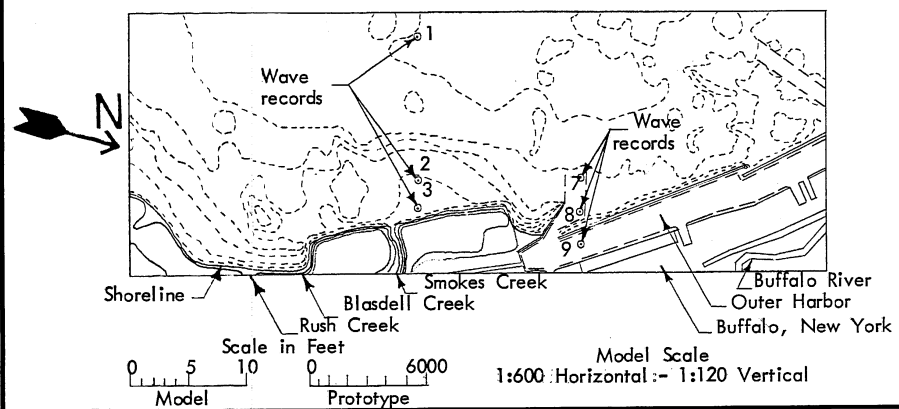 1
Wave
records
N
Wave
records
2
3
7
8
9
Smokes Creek
Buffalo River
Shoreline
Blasdell
Creek
Outer Harbor
Rush Creek
Buffalo, New York
Scale in Feet
0 5 10 0 6000
Model Prototype
Model Scale
1:600 Horizontal :- 1:120 Vertical